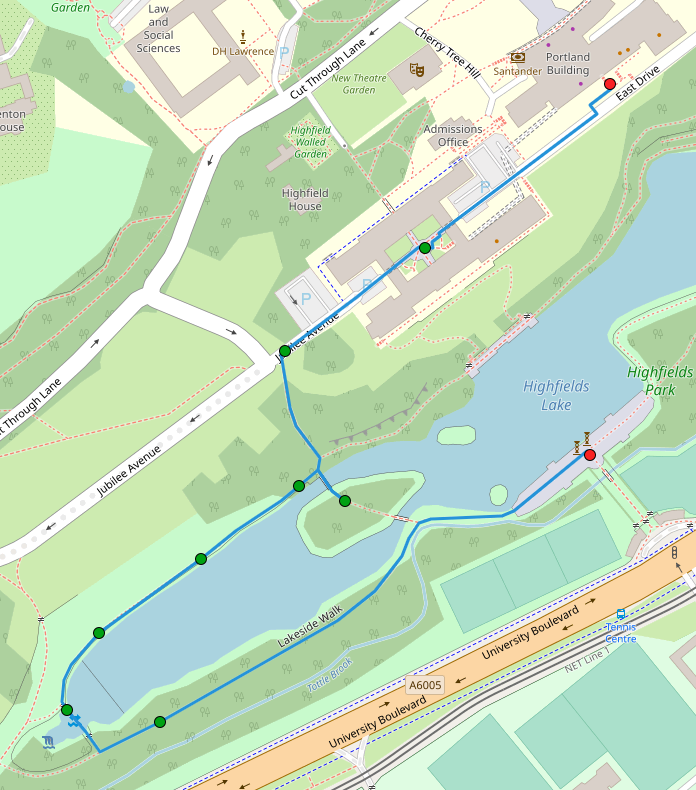 Garden
Law
and
Social
Sciences
DH Lawrence
P
Cut Through Lane
Cherry Tree Hill
Santander
Portland
Building
East Drive
New Theatre
Garden
Highfield
Walled
Garden
Admissions
Office
P
enton
ouse
Highfield
House
P
P
Jubilee Avenue
Highfields
Lake
Highfields
Park
t Through Lane
Jubilee Avenue
Lakeside Walk
Tottle Brook
University Boulevard
Tennis
Centre
NET Line 1
A6005
University Boulevard